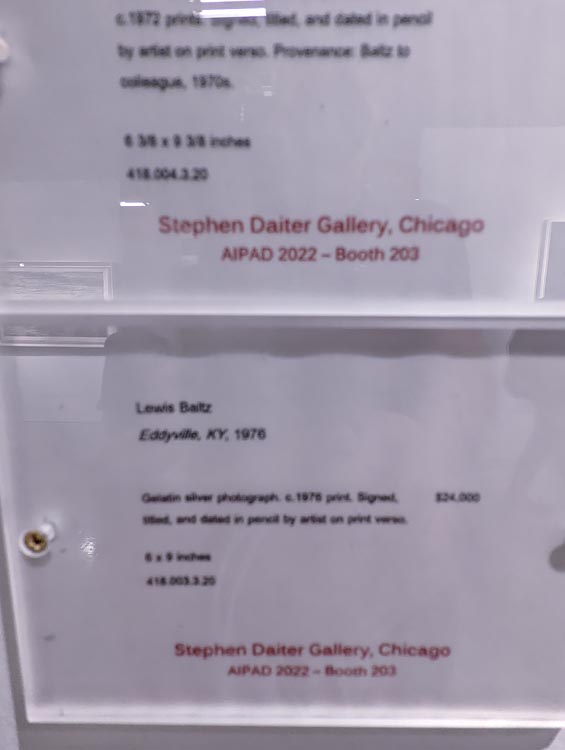 c.1972 print. Signed, titled, and dated in pencil
by artist on print verso. Provenance: Baltz to
colleague, 1970s.
6 3/8 x 9 3/8 inches
418.004.3.20
Stephen Daiter Gallery, Chicago
AIPAD 2022 – Booth 203
Lewis Baltz
Eddyville, KY, 1976
Gelatin silver photograph. c.1976 print. Signed, $24,000
titled, and dated in pencil by artist on print verso.
6 x 9 inches
418.003.3.20
Stephen Daiter Gallery, Chicago
AIPAD 2022 – Booth 203